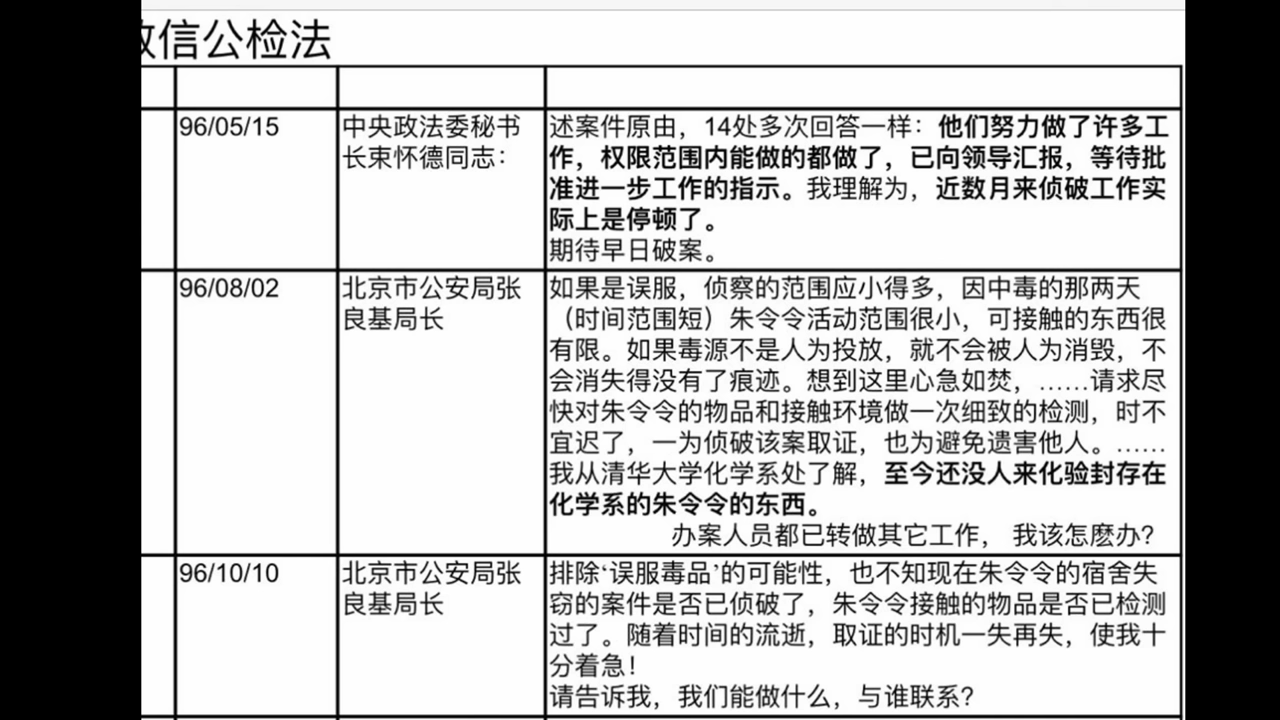 信公检法
96/05/15
中央政法委秘书
长束怀德同志：
述案件原由，14处多次回答一样：他们努力做了许多工
作，权限范围内能做的都做了，已向领导汇报，等待批
准进一步工作的指示。我理解为，近数月来侦破工作实
际上是停顿了。
期待早日破案。
96/08/02
北京市公安局张
良基局长
如果是误服，侦察的范围应小得多，因中毒的那两天
（时间范围短）朱令令活动范围很小，可接触的东西很
有限。如果毒源不是人为投放，就不会被人为消毁，不
会消失得没有了痕迹。想到这里心急如焚，……请求尽
快对朱令令的物品和接触环境做一次细致的检测，时不
宜迟了，一为侦破该案取证，也为避免遗害他人。……
我从清华大学化学系处了解，至今还没人来化验封存在
化学系的朱令令的东西。
办案人员都已转做其它工作， 我该怎麽办？
96/10/10
北京市公安局张
良基局长
排除‘误服毒品’的可能性，也不知现在朱令令的宿舍失
窃的案件是否已侦破了，朱令令接触的物品是否已检测
过了。随着时间的流逝，取证的时机一失再失，使我十
分着急！
请告诉我，我们能做什么，与谁联系？